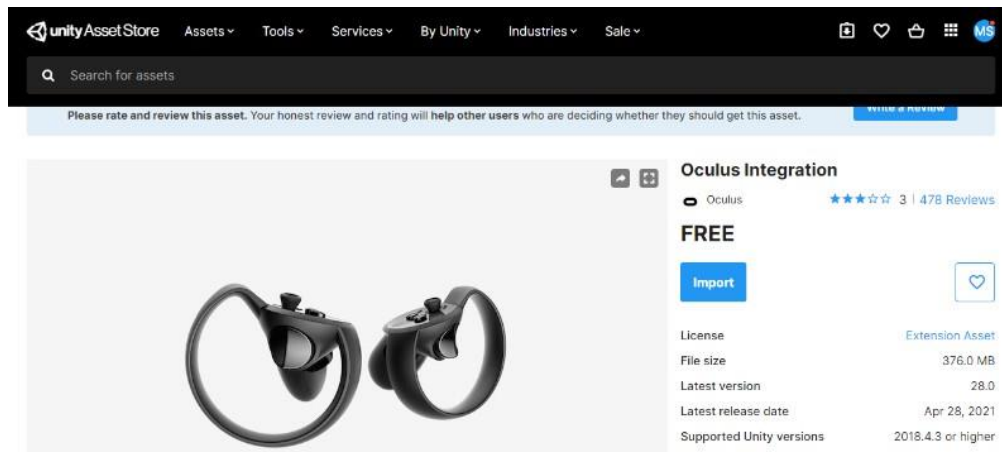 unity Asset Store Assets Tools Services By Unity Industries Sale MS
Search for assets
Please rate and review this asset. Your honest review and rating will help other users who are deciding whether they should get this asset. Write a Review
Oculus Integration
Oculus 3 | 478 Reviews
FREE
Import
License Extension Asset
File size 376.0 MB
Latest version 28.0
Latest release date Apr 28, 2021
Supported Unity versions 2018.4.3 or higher